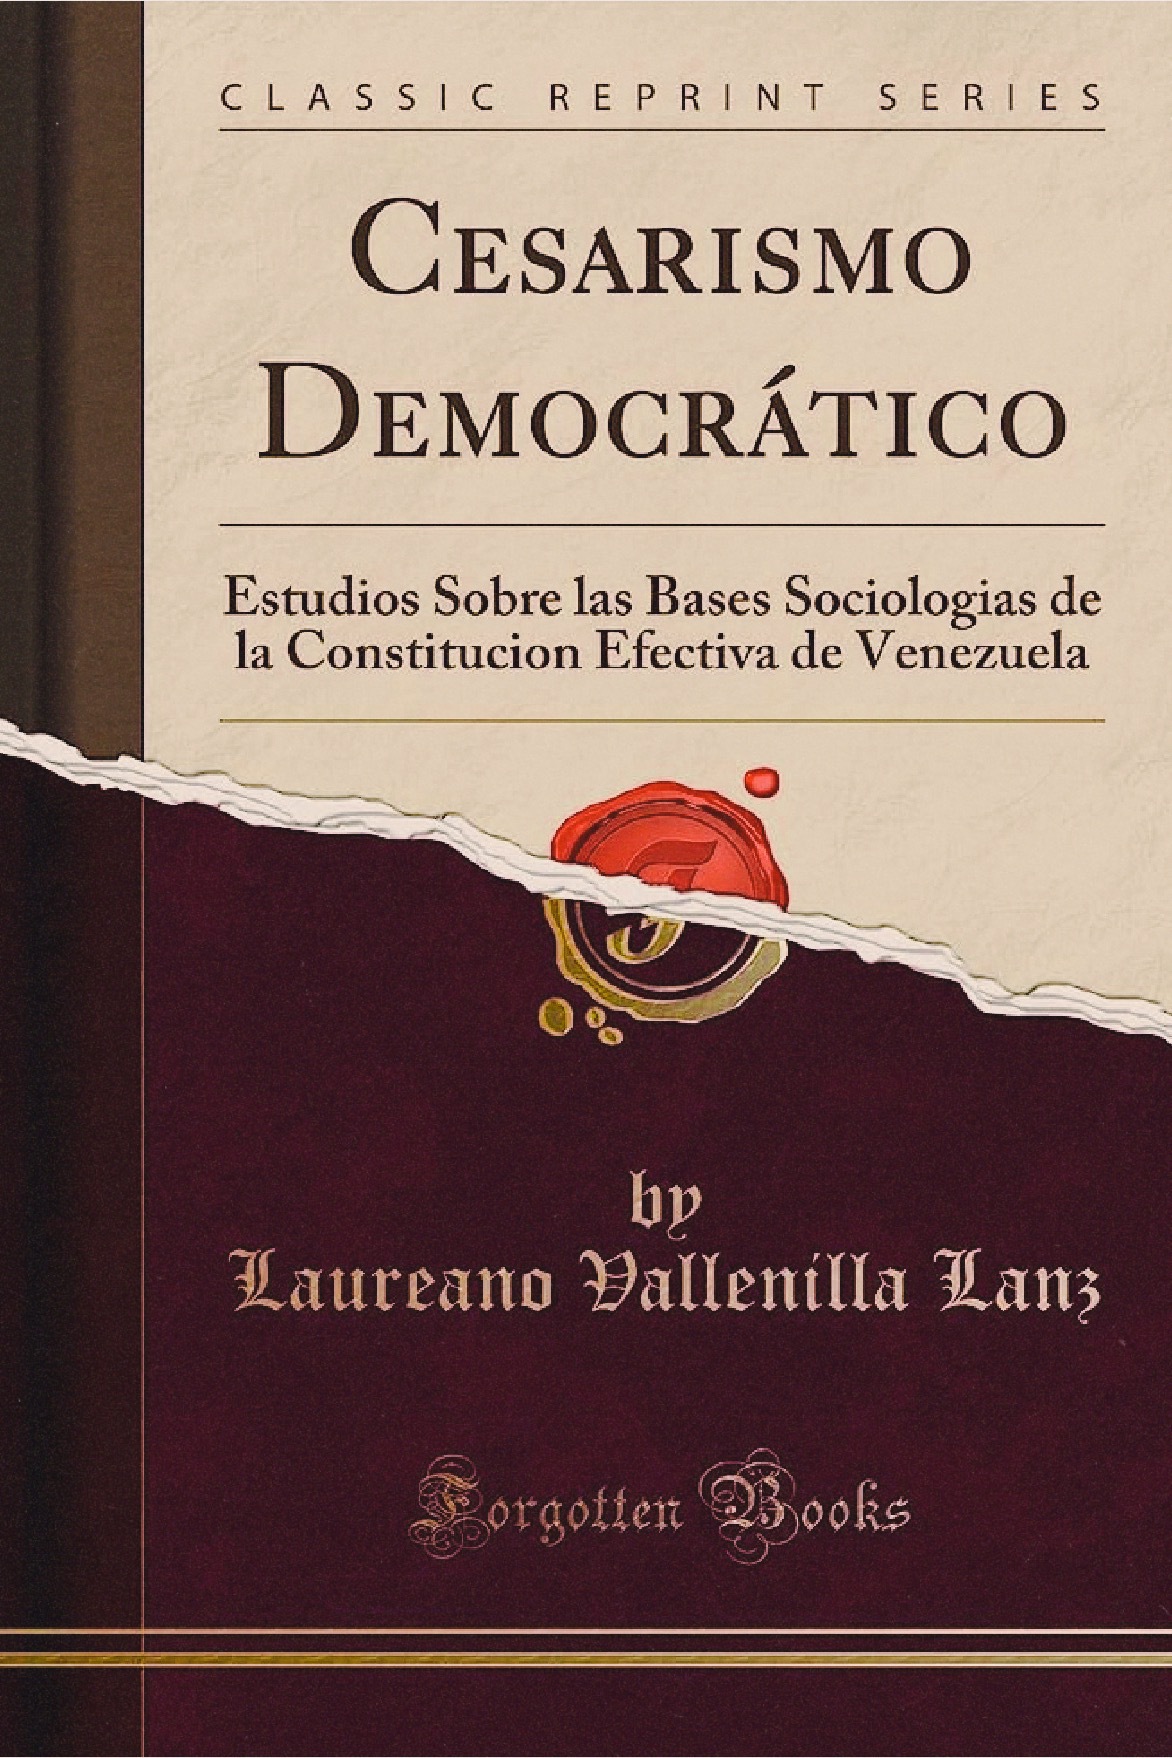 CLASSIC REPRINT SERIES
CESARISMO
DEMOCRÁTICO
Estudios Sobre las Bases Sociologias de
la Constitucion Efectiva de Venezuela
by
Laureano Vallenilla Lanz
Forgotten Books